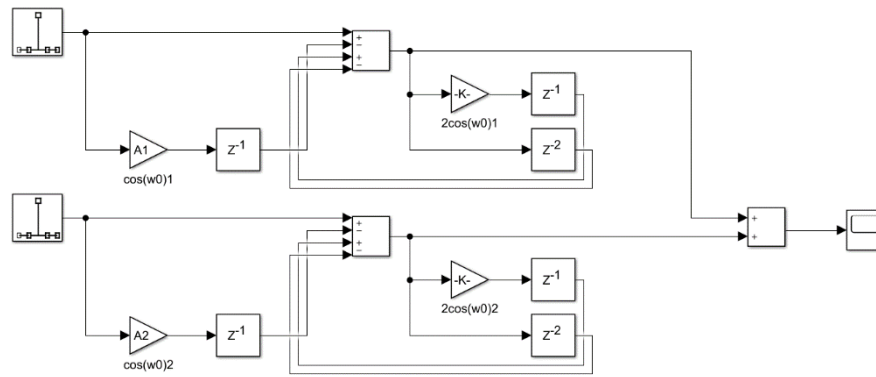 +
−
+
−
-K-
Z-1
2cos(w0)1
A1
Z-1
Z-2
cos(w0)1
+
−
+
−
+
+
-K-
Z-1
2cos(w0)2
A2
Z-1
Z-2
cos(w0)2